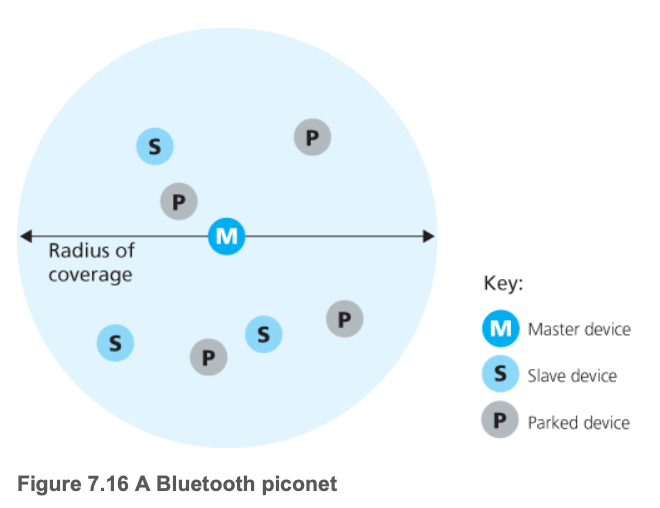 S
P
P
M
Radius of
coverage
S
P
S
P
Key:
M Master device
S Slave device
P Parked device
Figure 7.16 A Bluetooth piconet